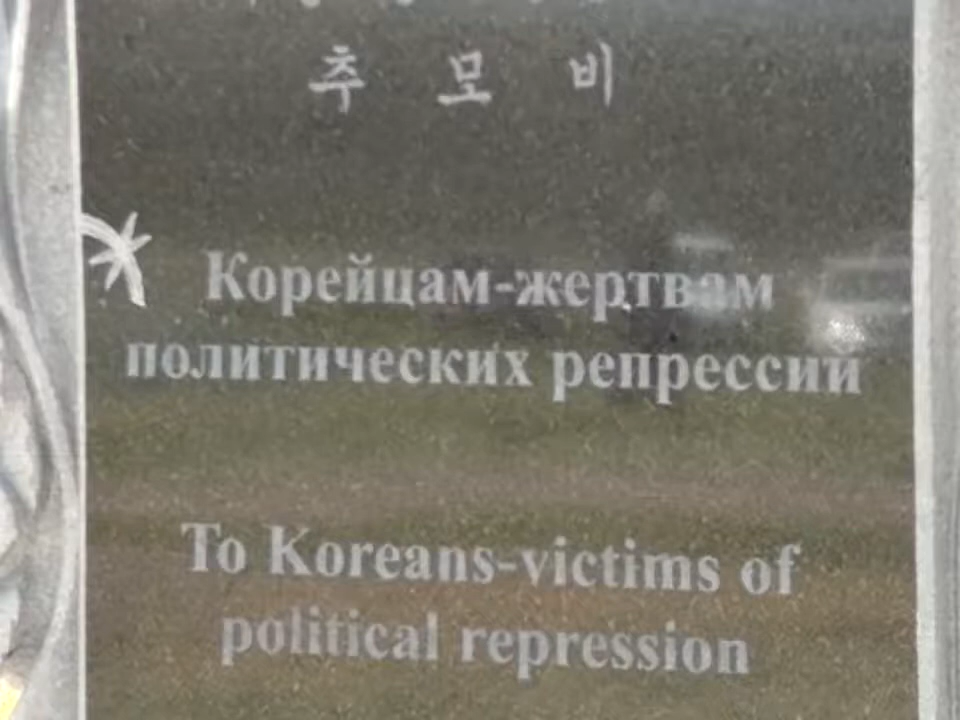 추 모 비
Корейцам-жертвам
политических репрессий
To Koreans-victims of
political repression